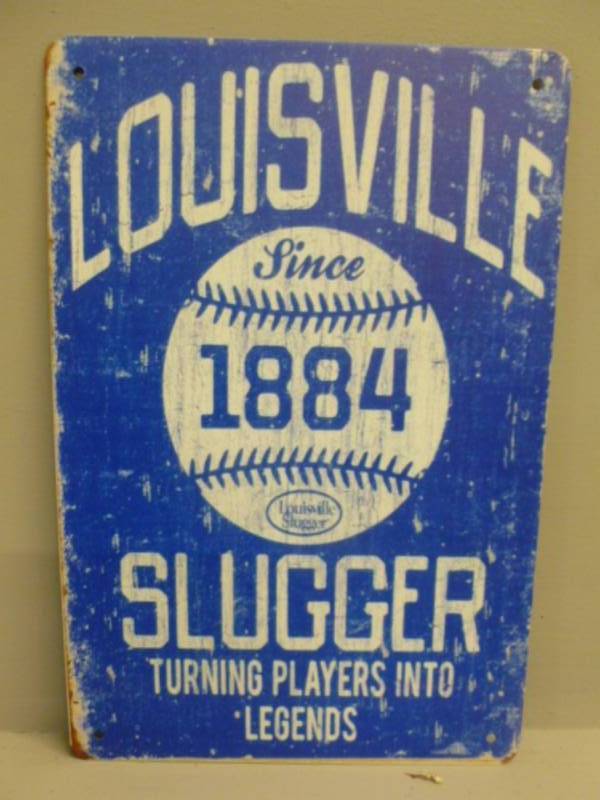 LOUISVILLE
Since
1884
Louisville
Slugger
SLUGGER
TURNING PLAYERS INTO
LEGENDS